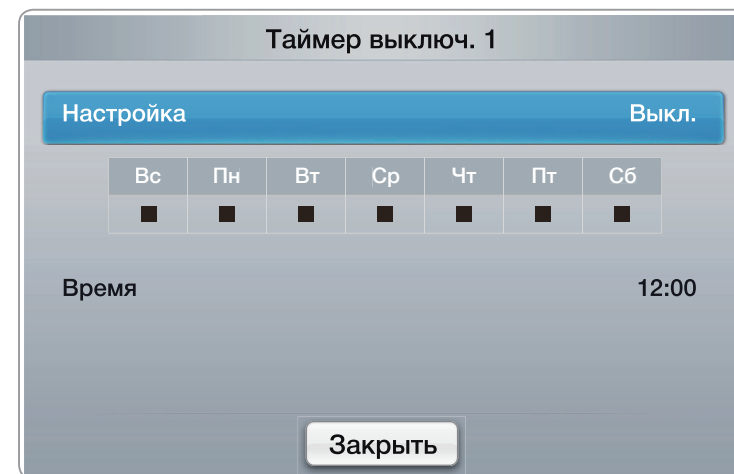 Таймер выключ. 1
Настройка Выкл.
Вс Пн Вт Ср Чт Пт Сб
Время 12:00
Закрыть